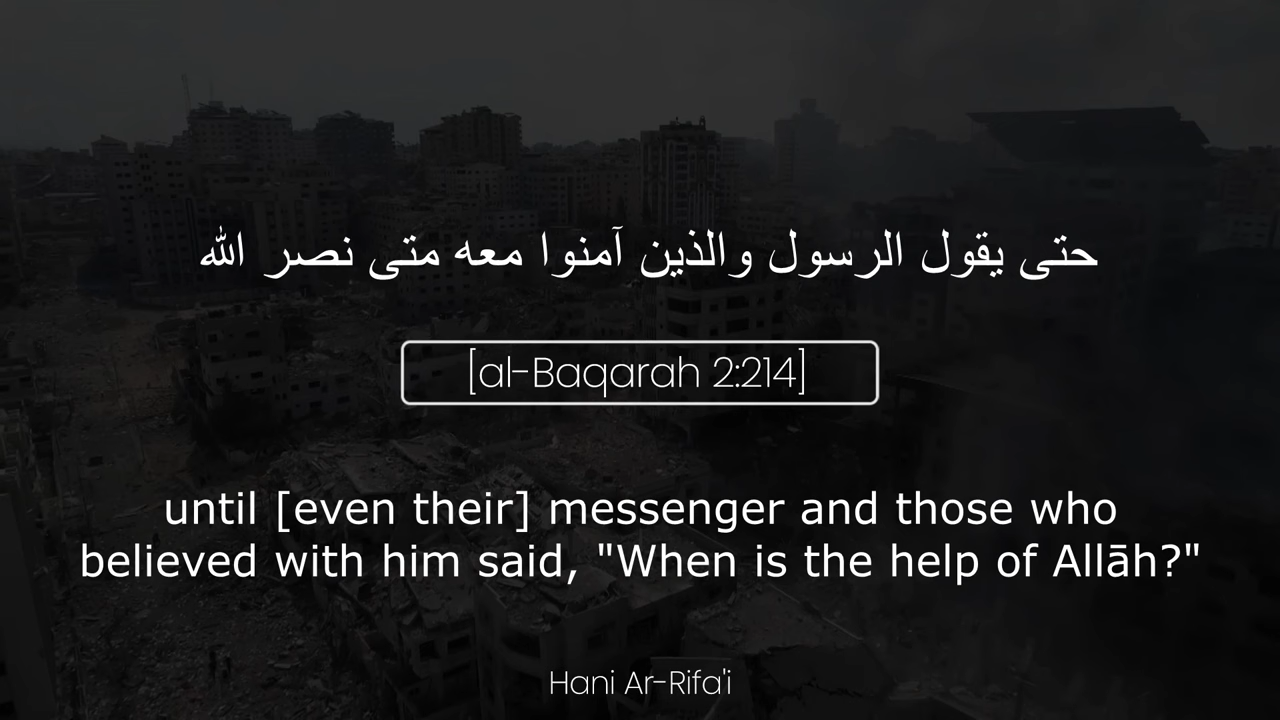 حتى يقول الرسول والذين آمنوا معه متى نصر الله
[al-Baqarah 2:214]
until [even their] messenger and those who
believed with him said, "When is the help of Allāh?"
Hani Ar-Rifa'i